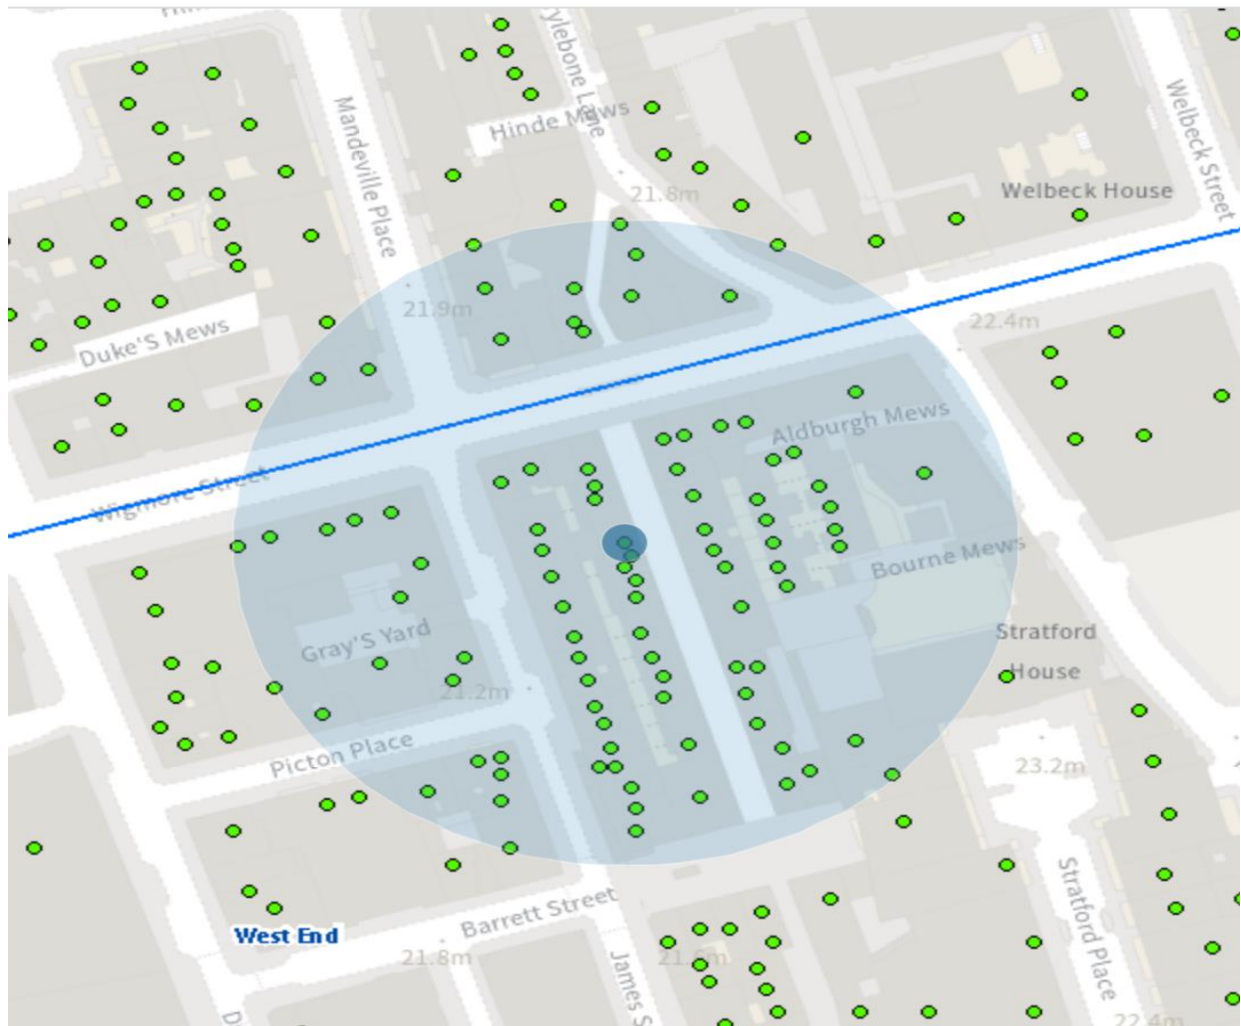 ylebone Lane
Hinde Mews
Mandeville Place
Welbeck Street
Welbeck House
21.8m
21.9m
22.4m
Duke'S Mews
Aldburgh Mews
Wigmore Street
Bourne Mews
Gray'S Yard
Stratford
House
21.2m
Picton Place
23.2m
Stratford Place
Barrett Street
West End
21.8m
James S
22.4m